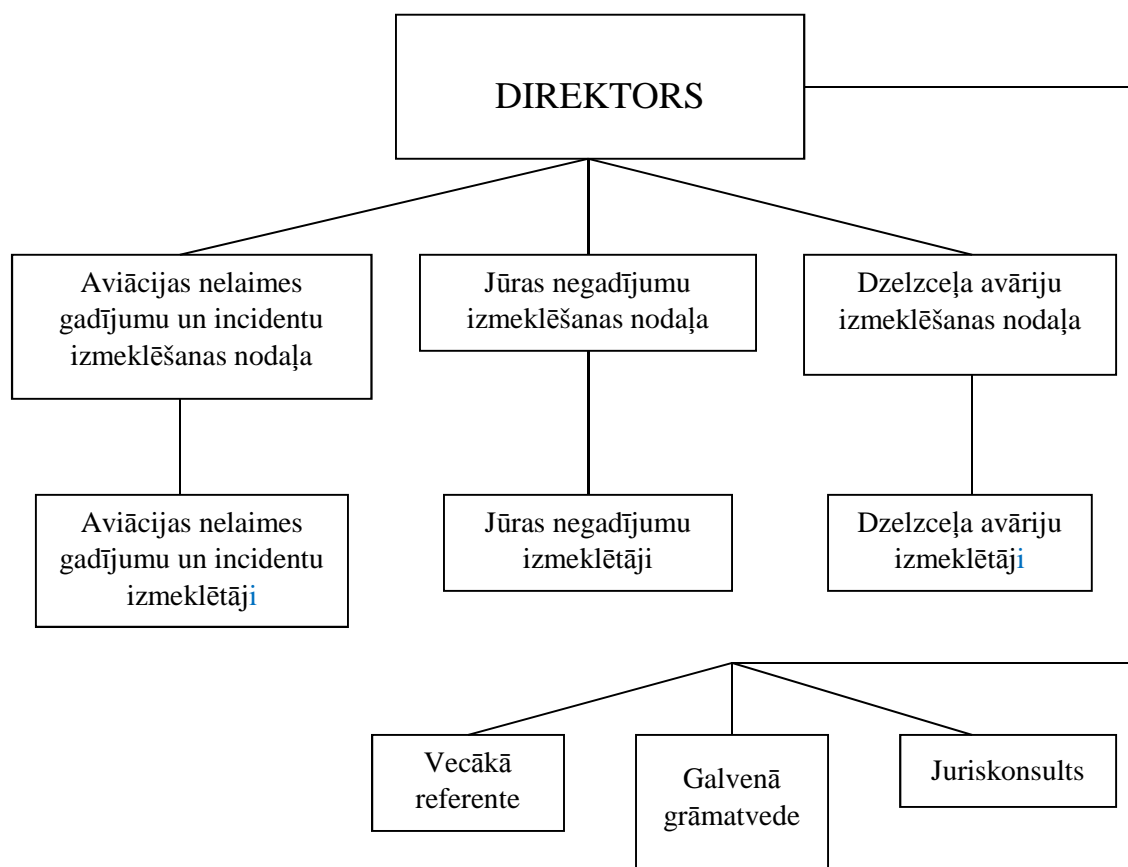 DIREKTORS
Aviācijas nelaimes
gadījumu un incidentu
izmeklēšanas nodaļa
Jūras negadījumu
izmeklēšanas nodaļa
Dzelzceļa avāriju
izmeklēšanas nodaļa
Aviācijas nelaimes
gadījumu un incidentu
izmeklētāji
Jūras negadījumu
izmeklētāji
Dzelzceļa avāriju
izmeklētāji
Vecākā
referente
Galvenā
grāmatvede
Juriskonsults